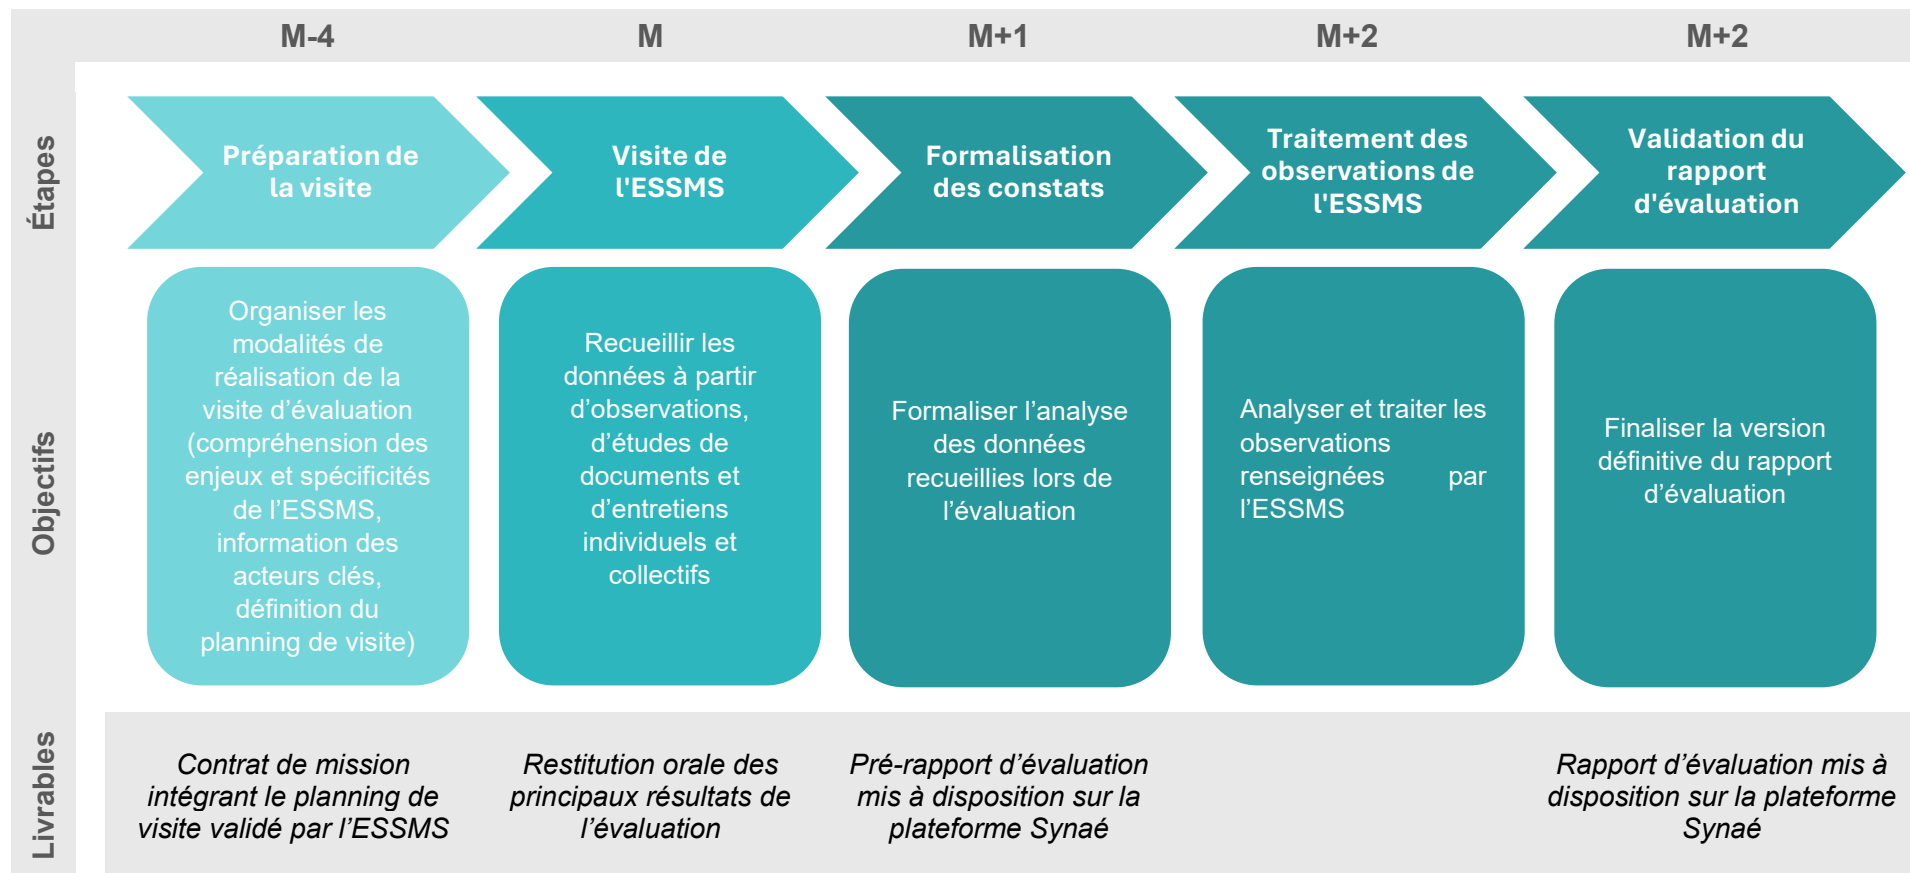 M-4
M
M+1
M+2
M+2
Étapes
Préparation de
la visite
Visite de
l'ESSMS
Formalisation
des constats
Traitement des
observations de
l'ESSMS
Validation du
rapport
d'évaluation
Objectifs
Organiser les
modalités de
réalisation de la
visite d’évaluation
(compréhension des
enjeux et spécificités
de l’ESSMS,
information des
acteurs clés,
définition du
planning de visite)
Recueillir les
données à partir
d’observations,
d’études de
documents et
d’entretiens
individuels et
collectifs
Formaliser l’analyse
des données
recueillies lors de
l’évaluation
Analyser et traiter les
observations
renseignées par
l’ESSMS
Finaliser la version
définitive du rapport
d’évaluation
Livrables
Contrat de mission
intégrant le planning de
visite validé par l’ESSMS
Restitution orale des
principaux résultats de
l’évaluation
Pré-rapport d’évaluation
mis à disposition sur la
plateforme Synaé
Rapport d’évaluation mis à
disposition sur la plateforme
Synaé